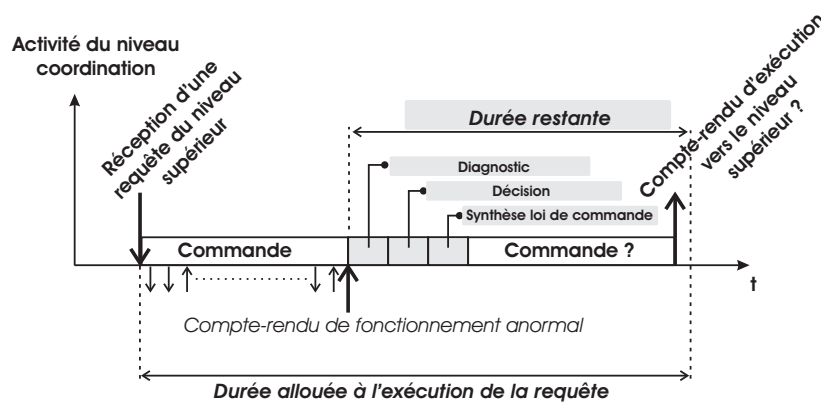 Activité du niveau
coordination
Réception d'une
requête du niveau
supérieur
Durée restante
Compte-rendu d'exécution
vers le niveau
supérieur ?
Diagnostic
Décision
Synthèse loi de commande
Commande
Commande ?
t
Compte-rendu de fonctionnement anormal
Durée allouée à l'exécution de la requête